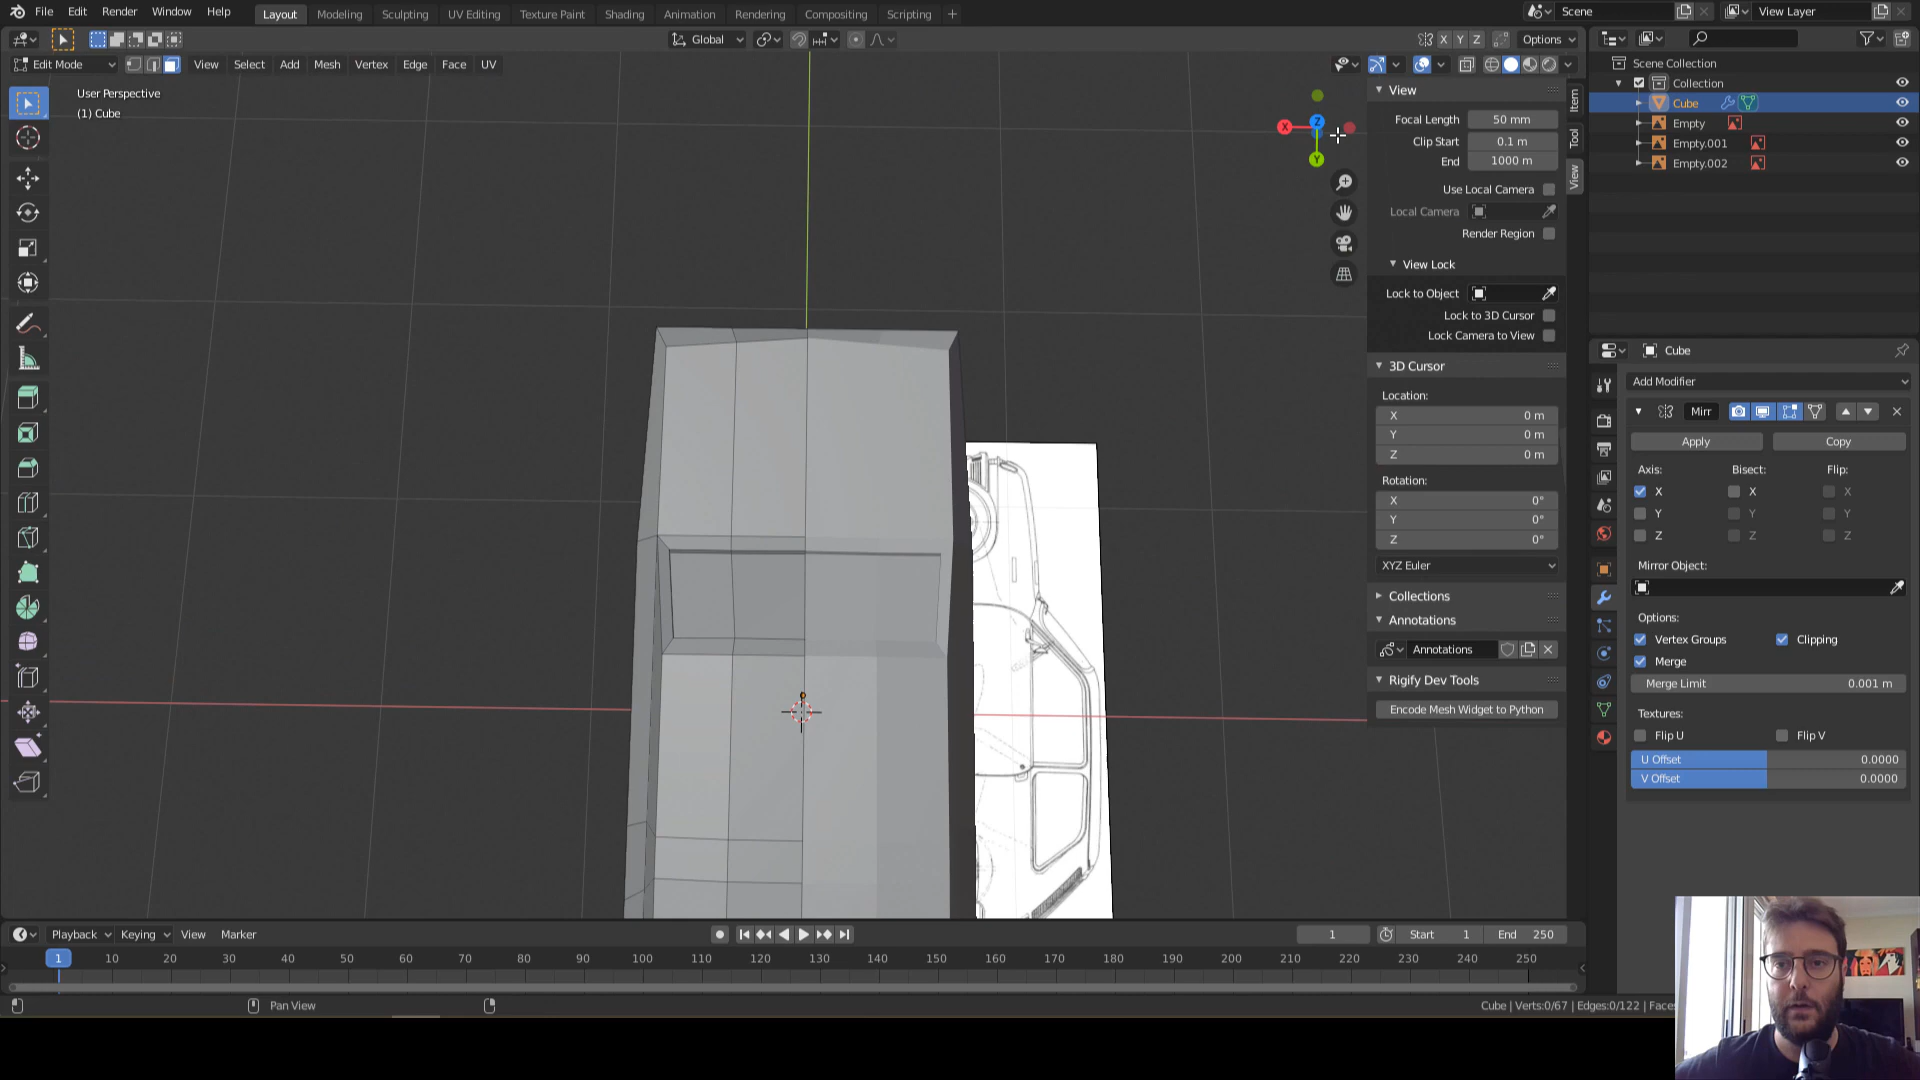 File Edit Render Window Help
Layout Modeling Sculpting UV Editing Texture Paint Shading Animation Rendering Compositing Scripting +
Scene
View Layer
Global
X Y Z
Options
Edit Mode
View Select Add Mesh Vertex Edge Face UV
User Perspective
(1) Cube
X
Z
Y
View
Focal Length 50 mm
Clip Start 0.1 m
End 1000 m
Use Local Camera
Local Camera
Render Region
View Lock
Lock to Object
Lock to 3D Cursor
Lock Camera to View
3D Cursor
Location:
X 0 m
Y 0 m
Z 0 m
Rotation:
X 0°
Y 0°
Z 0°
XYZ Euler
Collections
Annotations
Annotations
Rigify Dev Tools
Encode Mesh Widget to Python
Item
Tool
View
Scene Collection
Collection
Cube
Empty
Empty.001
Empty.002
Cube
Add Modifier
Mirr
Apply Copy
Axis: Bisect: Flip:
X X X
Y Y Y
Z Z Z
Mirror Object:
Options:
Vertex Groups Clipping
Merge
Merge Limit 0.001 m
Textures:
Flip U Flip V
U Offset 0.0000
V Offset 0.0000
Playback Keying View Marker
1 Start 1 End 250
1 10 20 30 40 50 60 70 80 90 100 110 120 130 140 150 160 170 180 190 200 210 220 230 240 250
Pan View
Cube | Verts:0/67 | Edges:0/122 | Faces